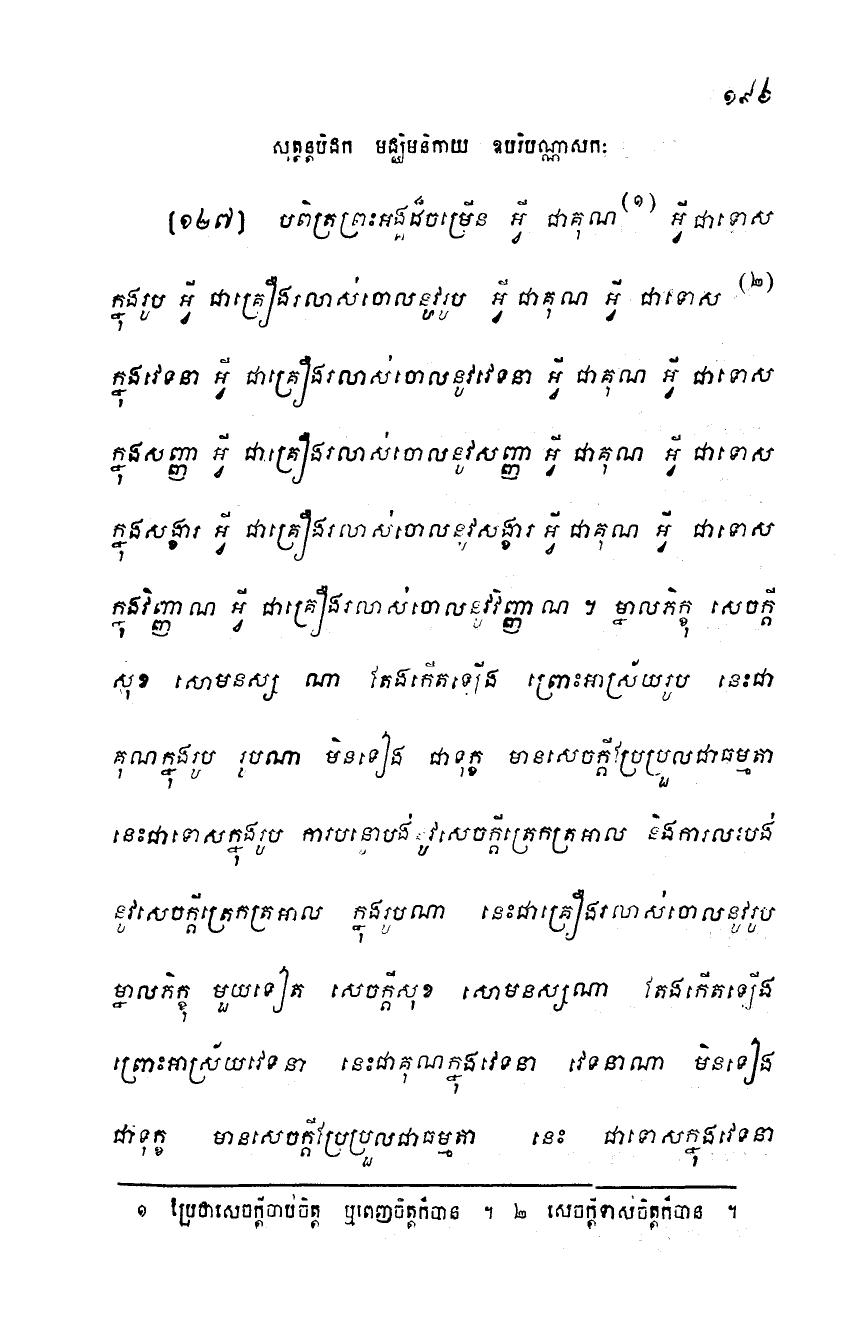 ១៩៦
សុត្តន្តបិដក មជ្ឈិមនិកាយ ឧបរិបណ្ណាសកៈ
[១២៧] បពិត្រព្រះអង្គដ៏ចម្រើន អ្វី ជាគុណ(១) អ្វី ជាទោស
ក្នុងរូប អ្វី ជាគ្រឿងរលាស់ចោលនូវរូប អ្វី ជាគុណ អ្វី ជាទោស(២)
ក្នុងវេទនា អ្វី ជាគ្រឿងរលាស់ចោលនូវវេទនា អ្វី ជាគុណ អ្វី ជាទោស
ក្នុងសញ្ញា អ្វី ជាគ្រឿងរលាស់ចោលនូវសញ្ញា អ្វី ជាគុណ អ្វី ជាទោស
ក្នុងសង្ខារ អ្វី ជាគ្រឿងរលាស់ចោលនូវសង្ខារ អ្វី ជាគុណ អ្វី ជាទោស
ក្នុងវិញ្ញាណ អ្វី ជាគ្រឿងរលាស់ចោលនូវវិញ្ញាណ ។ ម្នាលភិក្ខុ សេចក្តី
សុខ សោមនស្ស ណា តែងកើតឡើង ព្រោះអាស្រ័យរូប នេះជា
គុណក្នុងរូប រូបណា មិនទៀង ជាទុក្ខ មានសេចក្តីប្រែប្រួលជាធម្មតា
នេះជាទោសក្នុងរូប ការបន្ទោបង់នូវសេចក្តីត្រេកត្រអាល និងការលះបង់
នូវសេចក្តីត្រេកត្រអាល ក្នុងរូបណា នេះជាគ្រឿងរលាស់ចោលនូវរូប
ម្នាលភិក្ខុ មួយទៀត សេចក្តីសុខ សោមនស្សណា តែងកើតឡើង
ព្រោះអាស្រ័យវេទនា នេះជាគុណក្នុងវេទនា វេទនាណា មិនទៀង
ជាទុក្ខ មានសេចក្តីប្រែប្រួលជាធម្មតា នេះ ជាទោសក្នុងវេទនា
១ ប្រែថាសេចក្តីចាប់ចិត្ត ឬពេញចិត្តក៏បាន ។ ២ សេចក្តីទាស់ចិត្តក៏បាន ។